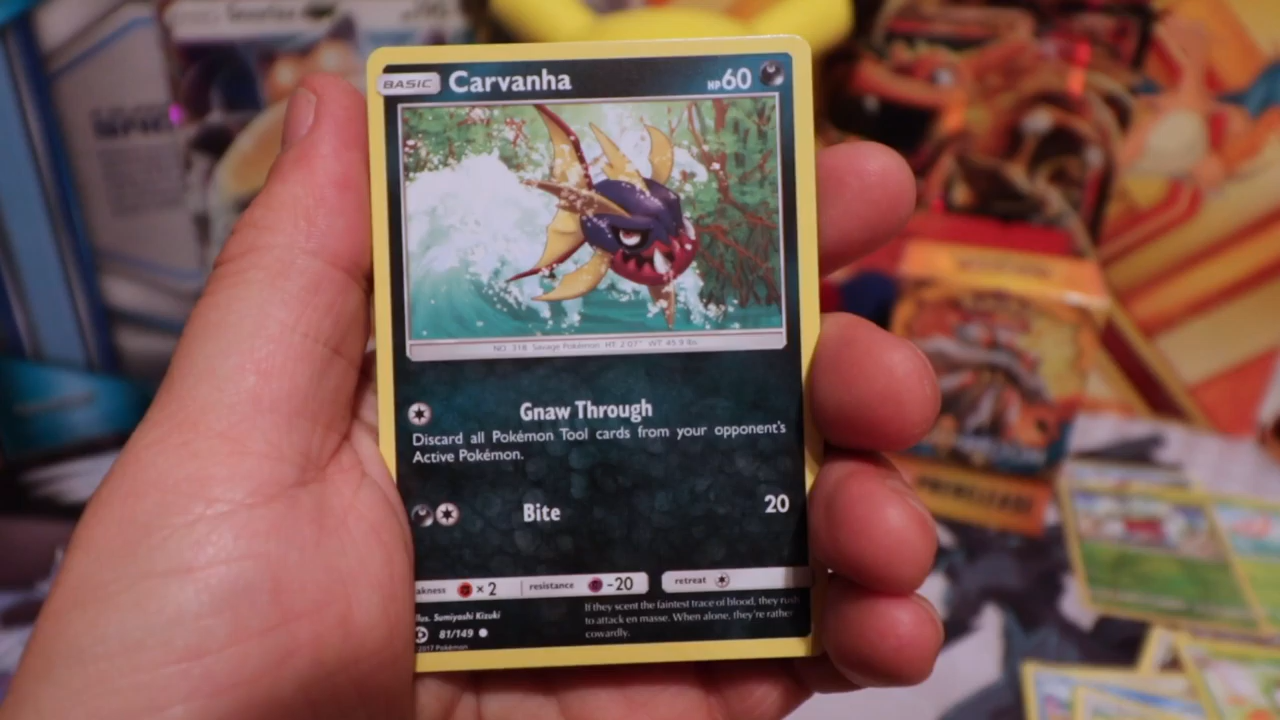 BASIC Carvanha HP60
NO. 318 Savage Pokémon HT: 2'07" WT: 45.9 lbs.
Gnaw Through
Discard all Pokémon Tool cards from your opponent's
Active Pokémon.
Bite 20
akness ×2 resistance -20 retreat
llus. Sumiyoshi Kizuki
81/149
2017 Pokémon
If they scent the faintest trace of blood, they rush
to attack en masse. When alone, they're rather
cowardly.